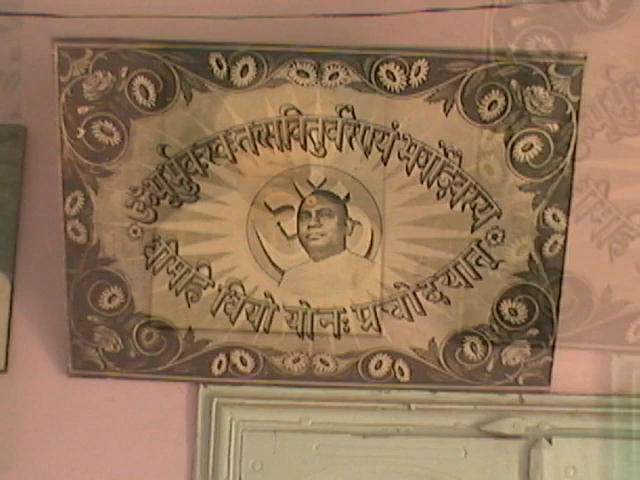 ॐ भूर्भुवः स्वः तत्सवितुर्वरेण्यं भर्गोदेवस्य
धीमहि धियो योनः प्रचोदयात्